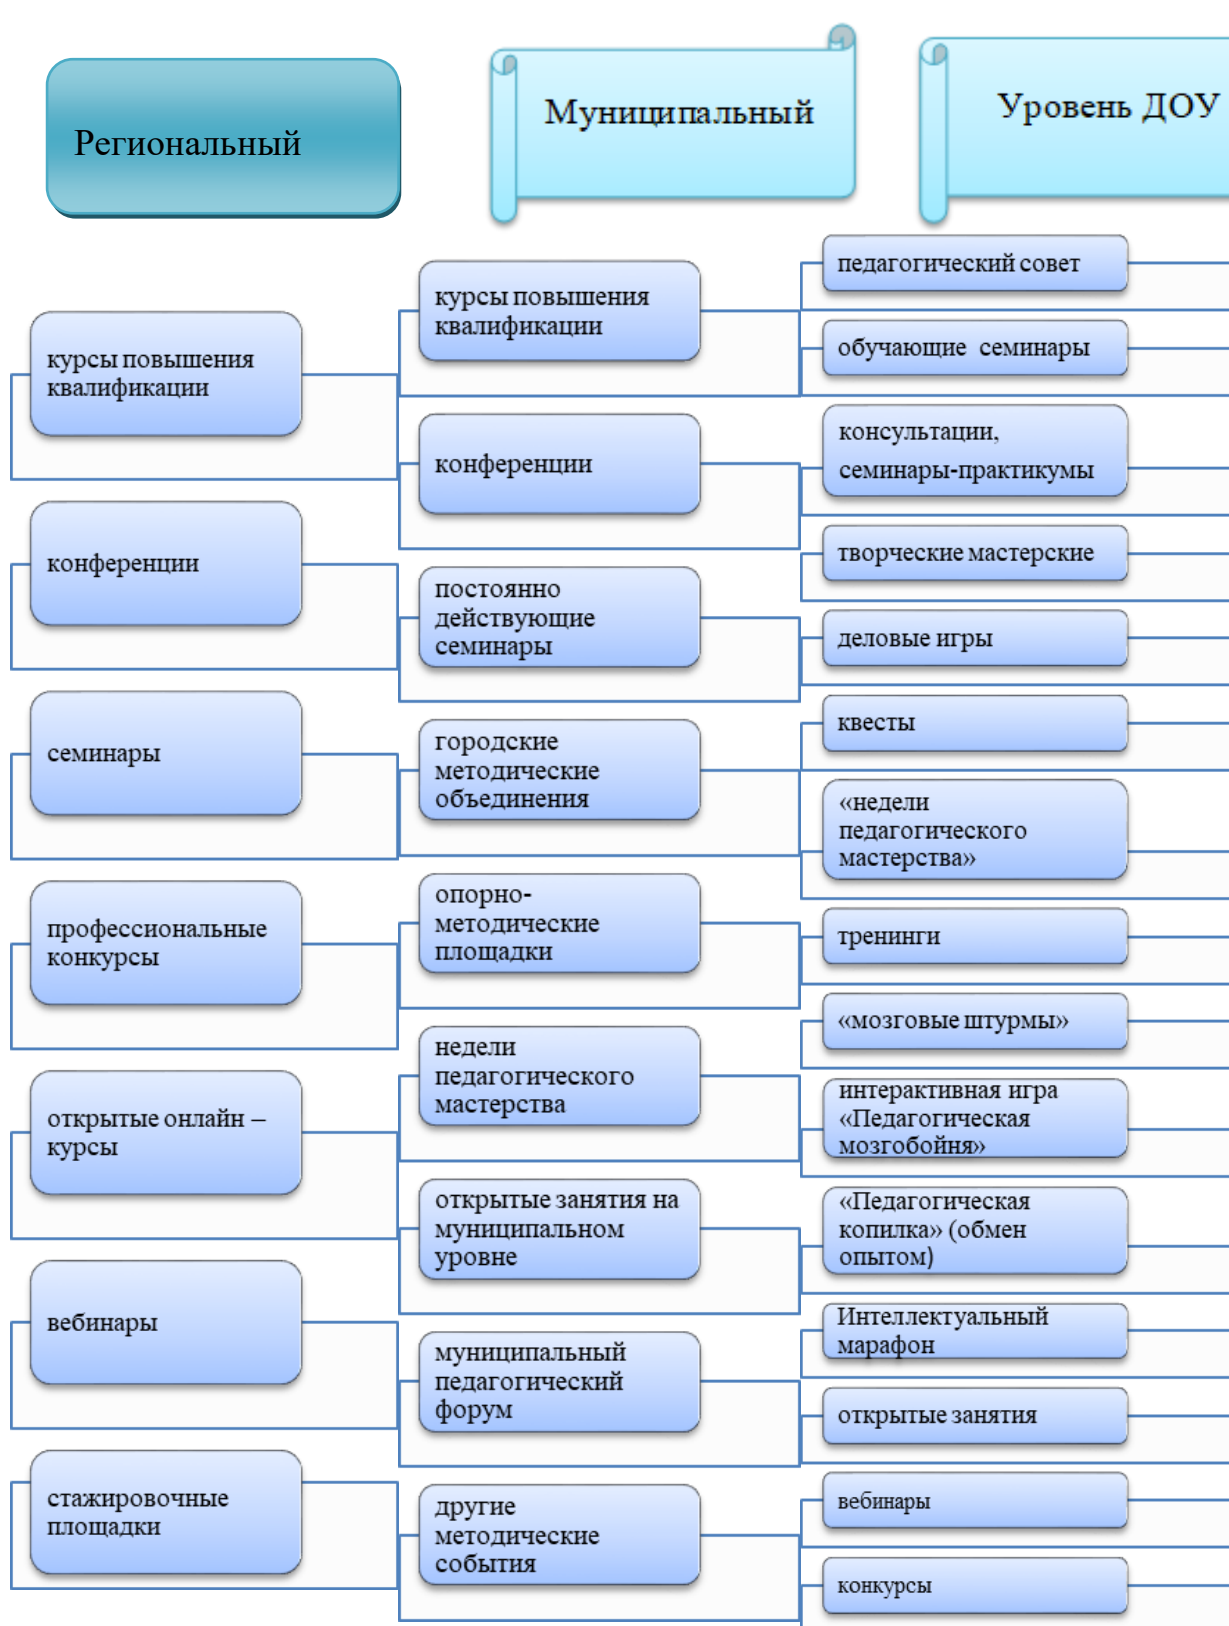 Региональный
Муниципальный
Уровень ДОУ
курсы повышения
квалификации
конференции
семинары
профессиональные
конкурсы
открытые онлайн –
курсы
вебинары
стажировочные
площадки
курсы повышения
квалификации
конференции
постоянно
действующие
семинары
городские
методические
объединения
опорно-
методические
площадки
недели
педагогического
мастерства
открытые занятия на
муниципальном
уровне
муниципальный
педагогический
форум
другие
методические
события
педагогический совет
обучающие семинары
консультации,
семинары-практикумы
творческие мастерские
деловые игры
квесты
«недели
педагогического
мастерства»
тренинги
«мозговые штурмы»
интерактивная игра
«Педагогическая
мозгобойня»
«Педагогическая
копилка» (обмен
опытом)
Интеллектуальный
марафон
открытые занятия
вебинары
конкурсы